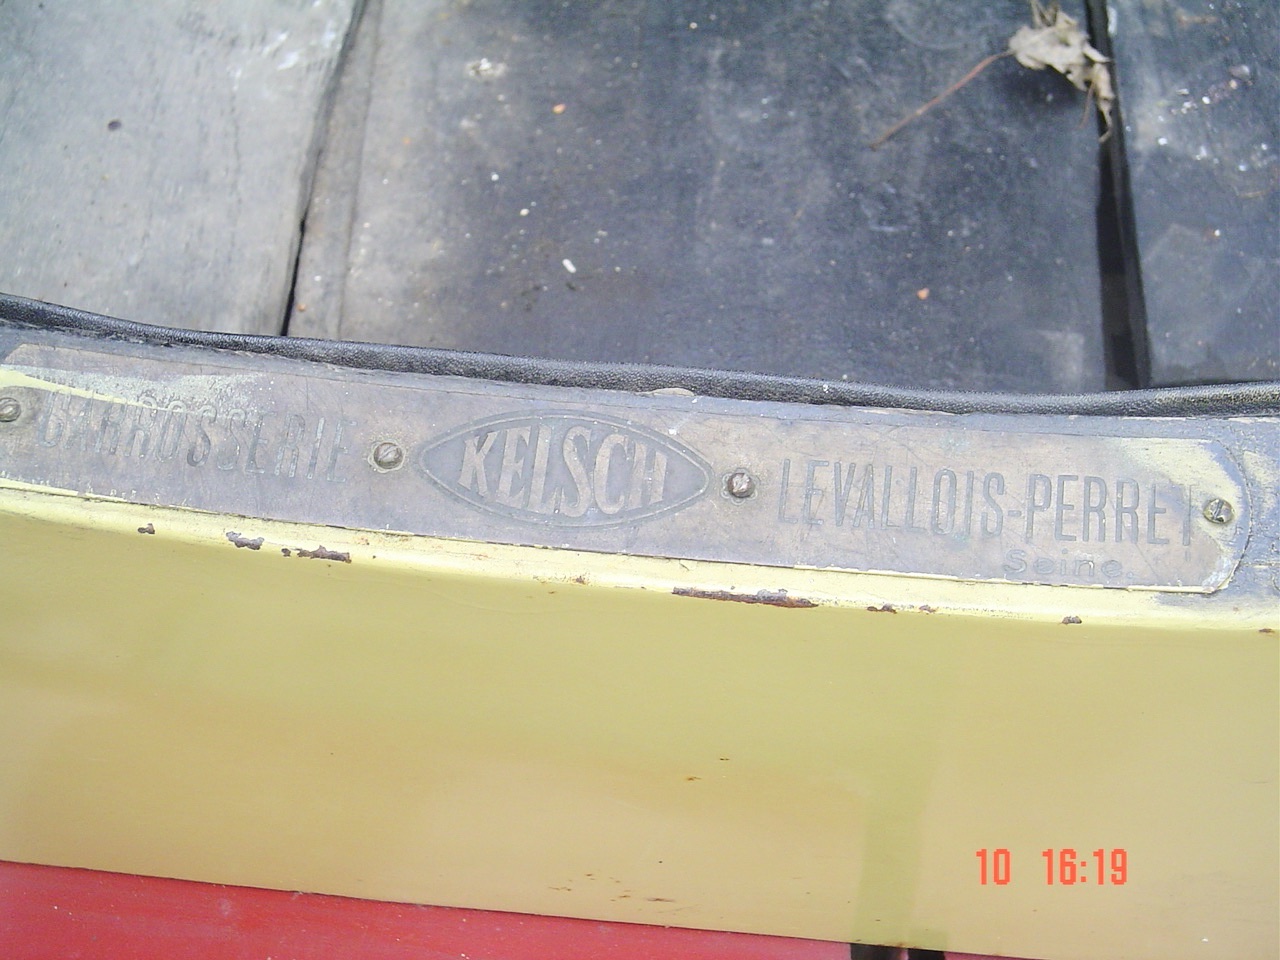 CARROSSERIE KELSCH LEVALLOIS-PERRET
Seine.
10 16:19